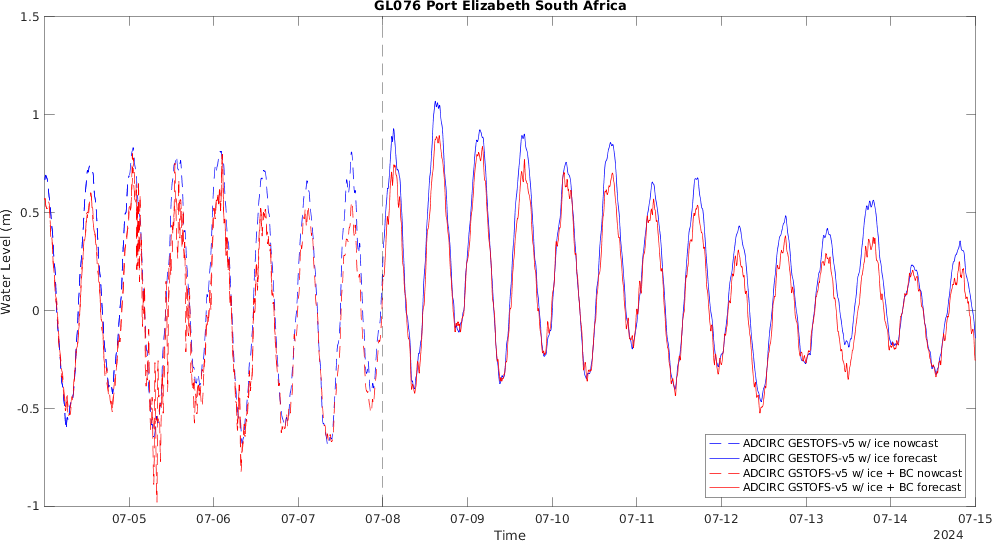 GL076 Port Elizabeth South Africa
1.5
1
0.5
0
-0.5
-1
Water Level (m)
07-05 07-06 07-07 07-08 07-09 07-10 07-11 07-12 07-13 07-14 07-15
Time
2024
ADCIRC GESTOFS-v5 w/ ice nowcast
ADCIRC GESTOFS-v5 w/ ice forecast
ADCIRC GSTOFS-v5 w/ ice + BC nowcast
ADCIRC GSTOFS-v5 w/ ice + BC forecast